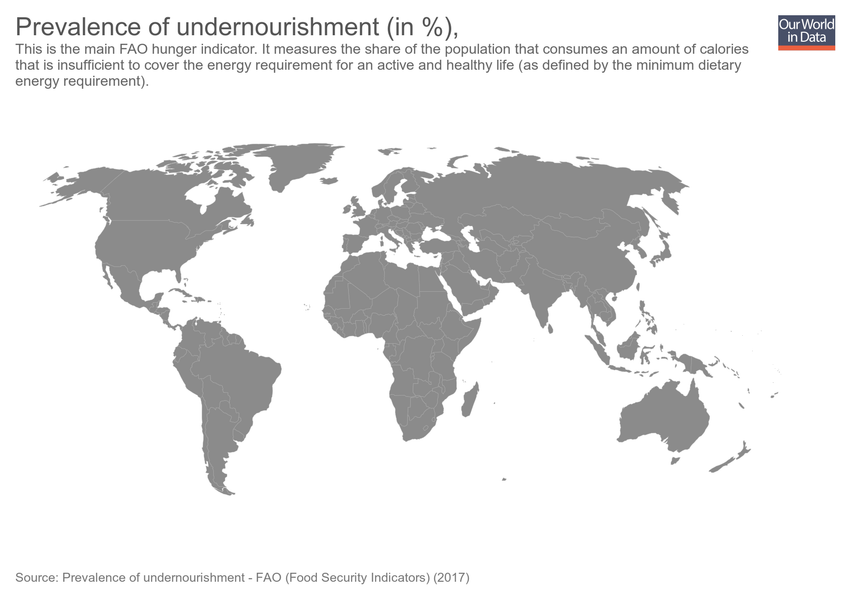 Prevalence of undernourishment (in %),
Our World
in Data
This is the main FAO hunger indicator. It measures the share of the population that consumes an amount of calories
that is insufficient to cover the energy requirement for an active and healthy life (as defined by the minimum dietary
energy requirement).
Source: Prevalence of undernourishment - FAO (Food Security Indicators) (2017)